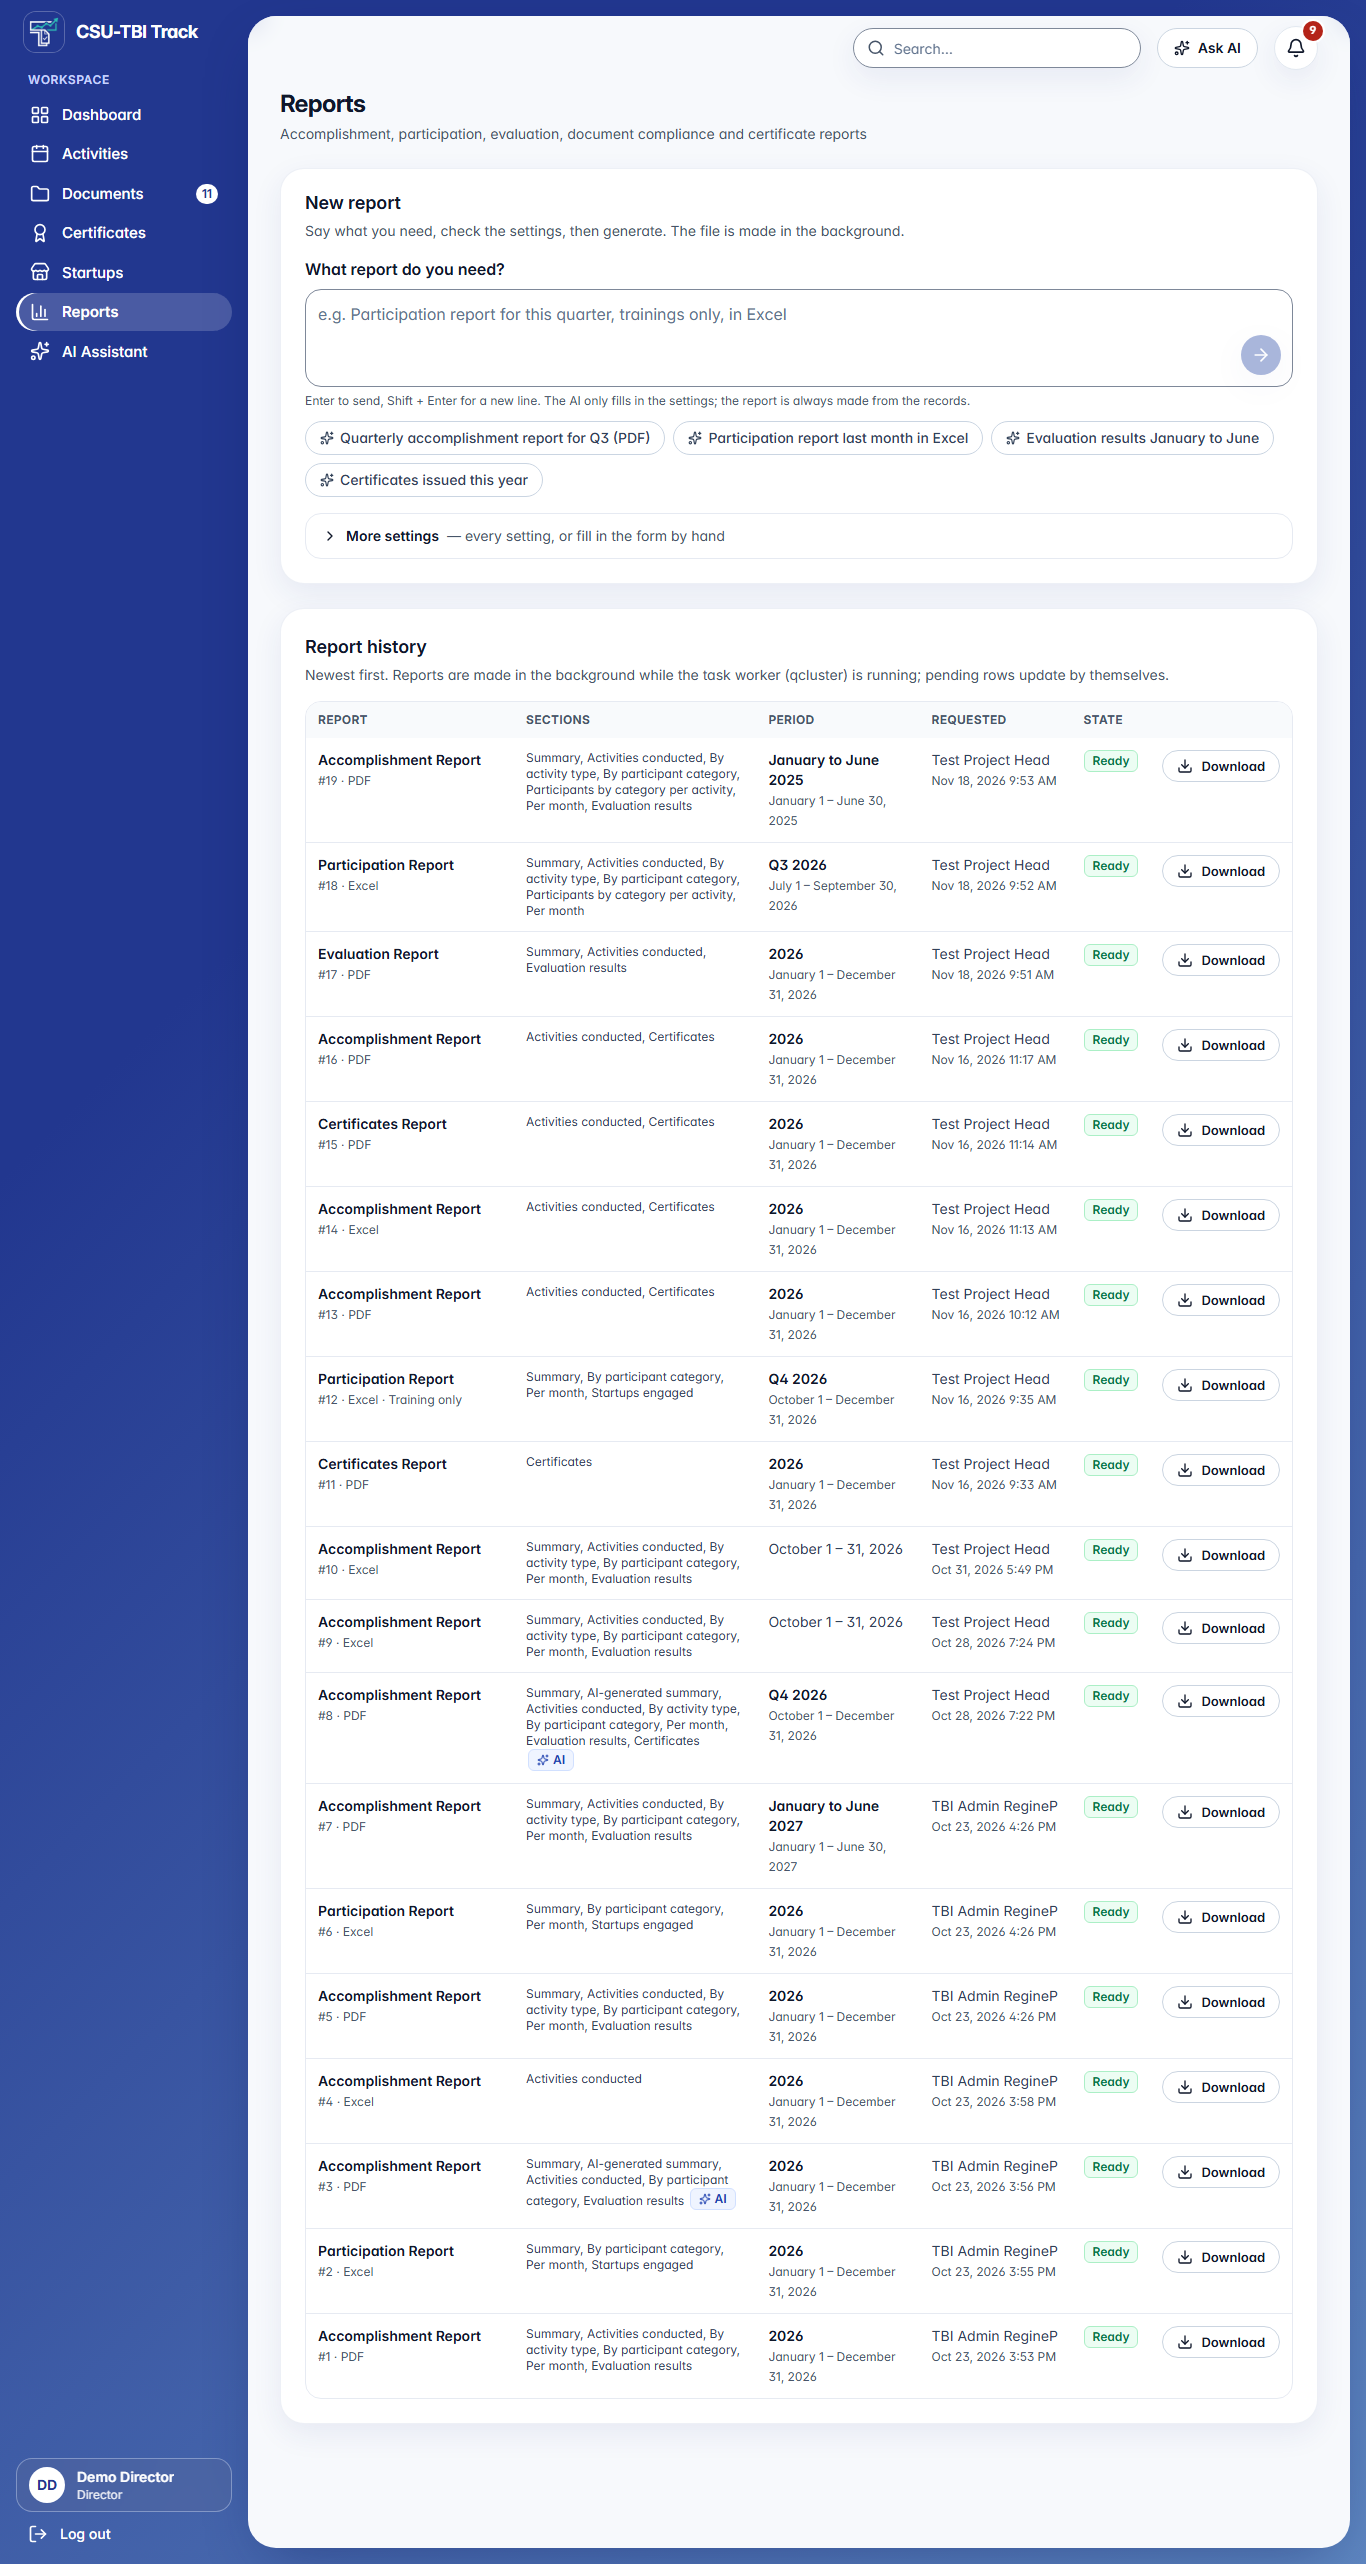 CSU-TBI Track
WORKSPACE
Dashboard
Activities
Documents 11
Certificates
Startups
Reports
AI Assistant
Search...
Ask AI
9
Reports
Accomplishment, participation, evaluation, document compliance and certificate reports
New report
Say what you need, check the settings, then generate. The file is made in the background.
What report do you need?
e.g. Participation report for this quarter, trainings only, in Excel
Enter to send, Shift + Enter for a new line. The AI only fills in the settings; the report is always made from the records.
Quarterly accomplishment report for Q3 (PDF)
Participation report last month in Excel
Evaluation results January to June
Certificates issued this year
More settings — every setting, or fill in the form by hand
Report history
Newest first. Reports are made in the background while the task worker (qcluster) is running; pending rows update by themselves.
REPORT SECTIONS PERIOD REQUESTED STATE
Accomplishment Report
#19 · PDF
Summary, Activities conducted, By
activity type, By participant category,
Participants by category per activity,
Per month, Evaluation results
January to June
2025
January 1 – June 30,
2025
Test Project Head
Nov 18, 2026 9:53 AM
Ready
Download
Participation Report
#18 · Excel
Summary, Activities conducted, By
activity type, By participant category,
Participants by category per activity,
Per month
Q3 2026
July 1 – September 30,
2026
Test Project Head
Nov 18, 2026 9:52 AM
Ready
Download
Evaluation Report
#17 · PDF
Summary, Activities conducted,
Evaluation results
2026
January 1 – December
31, 2026
Test Project Head
Nov 18, 2026 9:51 AM
Ready
Download
Accomplishment Report
#16 · PDF
Activities conducted, Certificates
2026
January 1 – December
31, 2026
Test Project Head
Nov 16, 2026 11:17 AM
Ready
Download
Certificates Report
#15 · PDF
Activities conducted, Certificates
2026
January 1 – December
31, 2026
Test Project Head
Nov 16, 2026 11:14 AM
Ready
Download
Accomplishment Report
#14 · Excel
Activities conducted, Certificates
2026
January 1 – December
31, 2026
Test Project Head
Nov 16, 2026 11:13 AM
Ready
Download
Accomplishment Report
#13 · PDF
Activities conducted, Certificates
2026
January 1 – December
31, 2026
Test Project Head
Nov 16, 2026 10:12 AM
Ready
Download
Participation Report
#12 · Excel · Training only
Summary, By participant category,
Per month, Startups engaged
Q4 2026
October 1 – December
31, 2026
Test Project Head
Nov 16, 2026 9:35 AM
Ready
Download
Certificates Report
#11 · PDF
Certificates
2026
January 1 – December
31, 2026
Test Project Head
Nov 16, 2026 9:33 AM
Ready
Download
Accomplishment Report
#10 · Excel
Summary, Activities conducted, By
activity type, By participant category,
Per month, Evaluation results
October 1 – 31, 2026
Test Project Head
Oct 31, 2026 5:49 PM
Ready
Download
Accomplishment Report
#9 · Excel
Summary, Activities conducted, By
activity type, By participant category,
Per month, Evaluation results
October 1 – 31, 2026
Test Project Head
Oct 28, 2026 7:24 PM
Ready
Download
Accomplishment Report
#8 · PDF
Summary, AI-generated summary,
Activities conducted, By activity type,
By participant category, Per month,
Evaluation results, Certificates
AI
Q4 2026
October 1 – December
31, 2026
Test Project Head
Oct 28, 2026 7:22 PM
Ready
Download
Accomplishment Report
#7 · PDF
Summary, Activities conducted, By
activity type, By participant category,
Per month, Evaluation results
January to June
2027
January 1 – June 30,
2027
TBI Admin RegineP
Oct 23, 2026 4:26 PM
Ready
Download
Participation Report
#6 · Excel
Summary, By participant category,
Per month, Startups engaged
2026
January 1 – December
31, 2026
TBI Admin RegineP
Oct 23, 2026 4:26 PM
Ready
Download
Accomplishment Report
#5 · PDF
Summary, Activities conducted, By
activity type, By participant category,
Per month, Evaluation results
2026
January 1 – December
31, 2026
TBI Admin RegineP
Oct 23, 2026 4:26 PM
Ready
Download
Accomplishment Report
#4 · Excel
Activities conducted
2026
January 1 – December
31, 2026
TBI Admin RegineP
Oct 23, 2026 3:58 PM
Ready
Download
Accomplishment Report
#3 · PDF
Summary, AI-generated summary,
Activities conducted, By participant
category, Evaluation results AI
2026
January 1 – December
31, 2026
TBI Admin RegineP
Oct 23, 2026 3:56 PM
Ready
Download
Participation Report
#2 · Excel
Summary, By participant category,
Per month, Startups engaged
2026
January 1 – December
31, 2026
TBI Admin RegineP
Oct 23, 2026 3:55 PM
Ready
Download
Accomplishment Report
#1 · PDF
Summary, Activities conducted, By
activity type, By participant category,
Per month, Evaluation results
2026
January 1 – December
31, 2026
TBI Admin RegineP
Oct 23, 2026 3:53 PM
Ready
Download
DD
Demo Director
Director
Log out